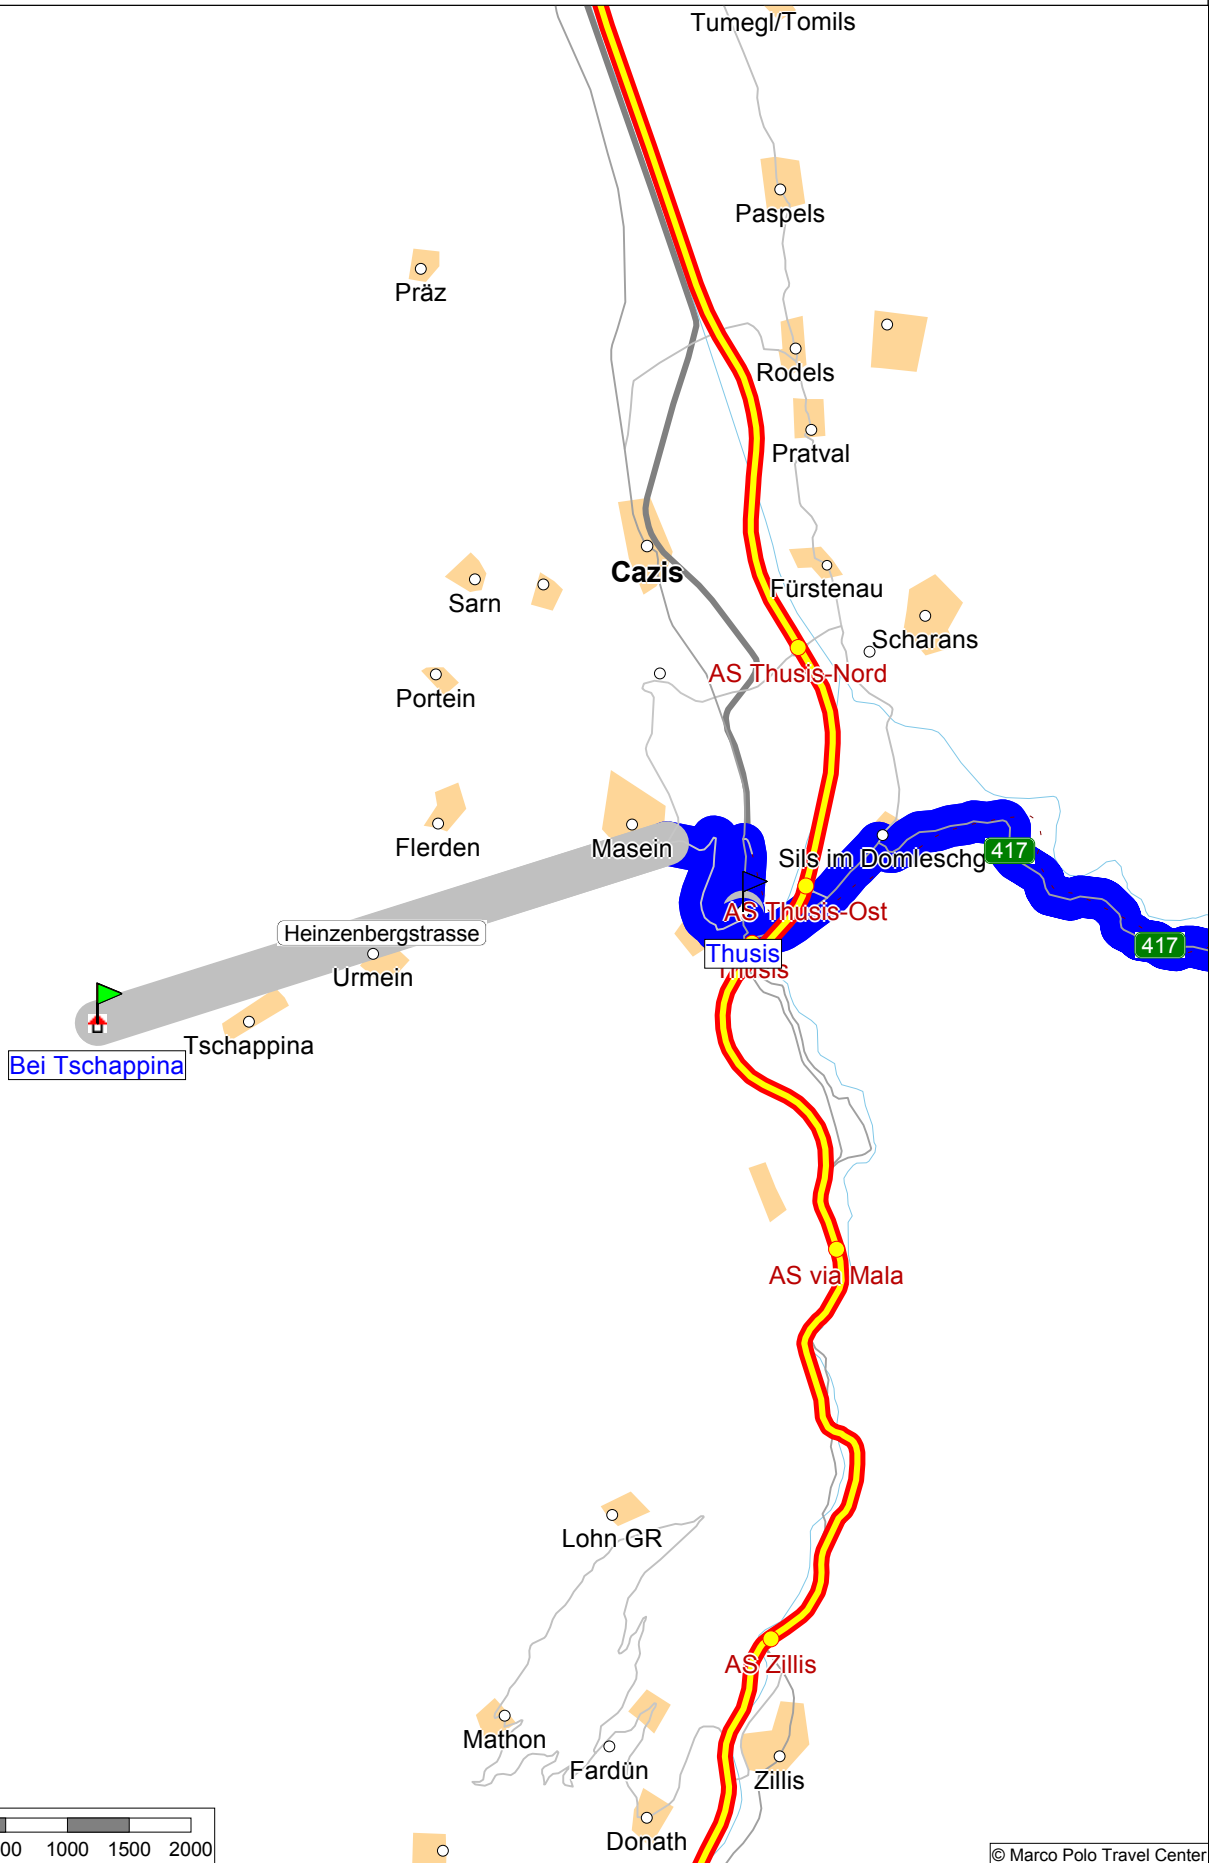 Tumegl/Tomils
Paspels
Präz
Rodels
Pratval
Cazis
Fürstenau
Sarn
Scharans
AS Thusis-Nord
Portein
Flerden
Masein
Sils im Domleschg
417
AS Thusis-Ost
Heinzenbergstrasse
417
Thusis
Thusis
Urmein
Tschappina
Bei Tschappina
AS via Mala
Lohn GR
AS Zillis
Mathon
Fardün
Zillis
Donath
00 1000 1500 2000
© Marco Polo Travel Center